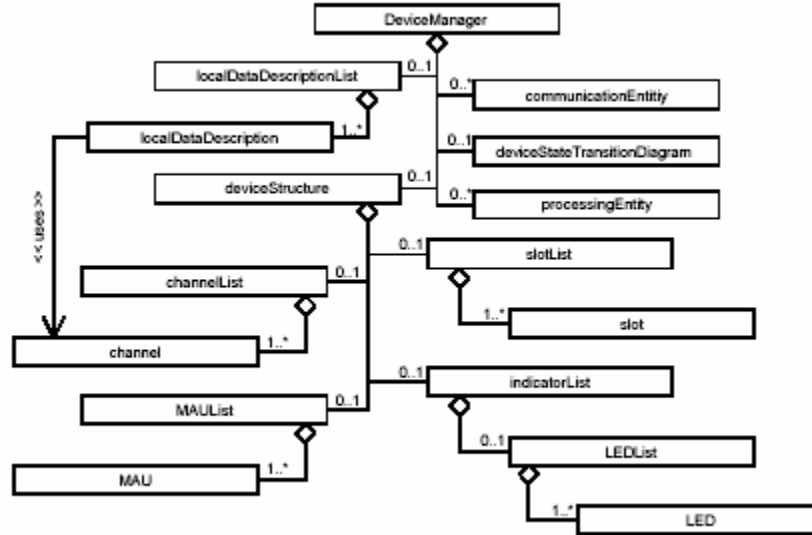 DeviceManager
localDataDescriptionList
0..1
0..*
communicationEntitiy
localDataDescription
1..*
0..1
deviceStateTransitionDiagram
deviceStructure
0..1
0..*
processingEntity
<< uses >>
0..1
slotList
channelList
0..1
1..*
slot
channel
1..*
0..1
indicatorList
MAUList
0..1
0..1
LEDList
MAU
1..*
1..*
LED